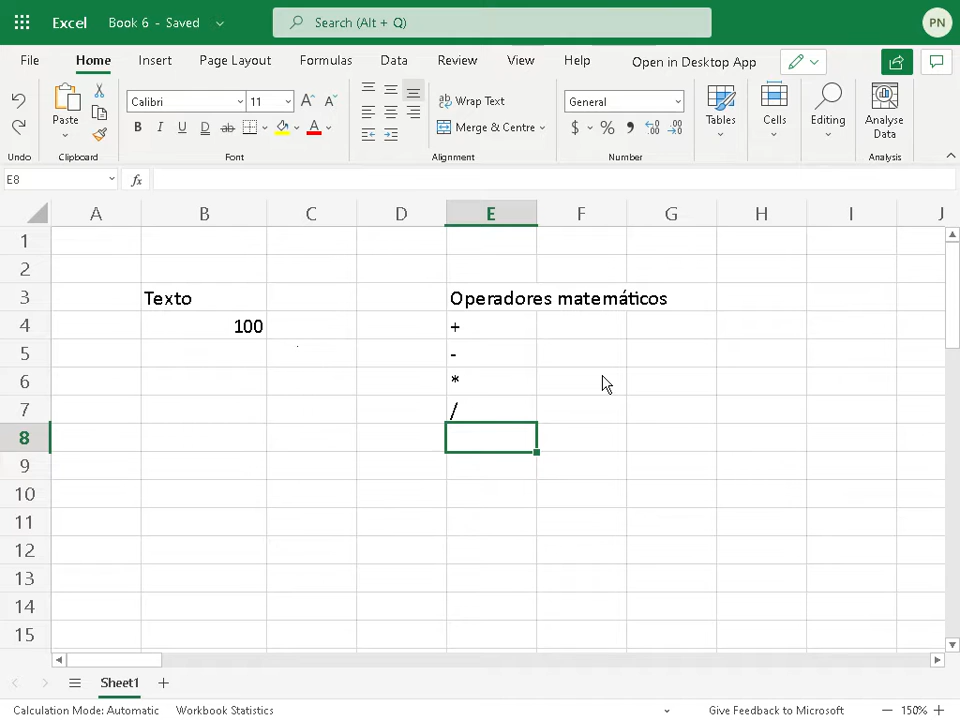 Excel Book 6 - Saved Search (Alt + Q) PN
File Home Insert Page Layout Formulas Data Review View Help Open in Desktop App
Paste Calibri 11 A A Wrap Text General Tables Cells Editing Analyse Data
B I U D ab A Merge & Centre $ % 9
Undo Clipboard Font Alignment Number Analysis
E8 fx
A B C D E F G H I J
1
2
3 Texto Operadores matemáticos
4 100 +
5 -
6 *
7 /
8
9
10
11
12
13
14
15
Sheet1
Calculation Mode: Automatic Workbook Statistics Give Feedback to Microsoft 150%